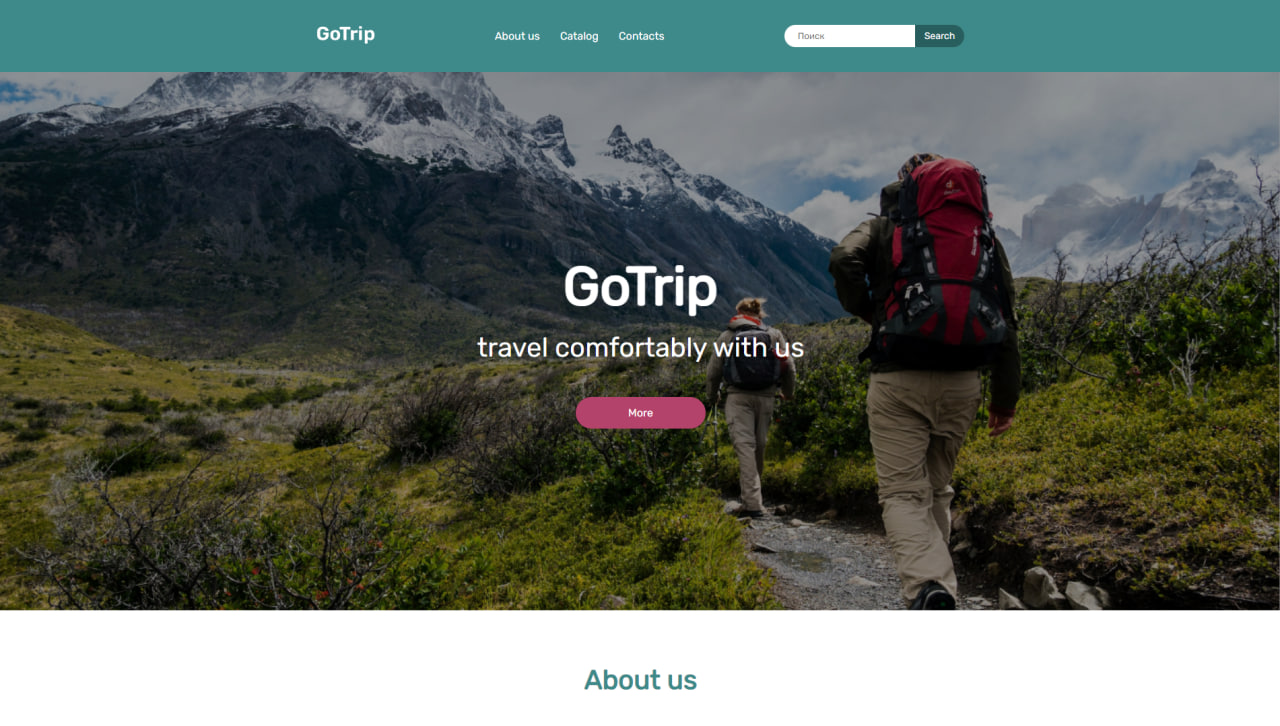 GoTrip
About us Catalog Contacts
Поиск Search
GoTrip
travel comfortably with us
More
About us